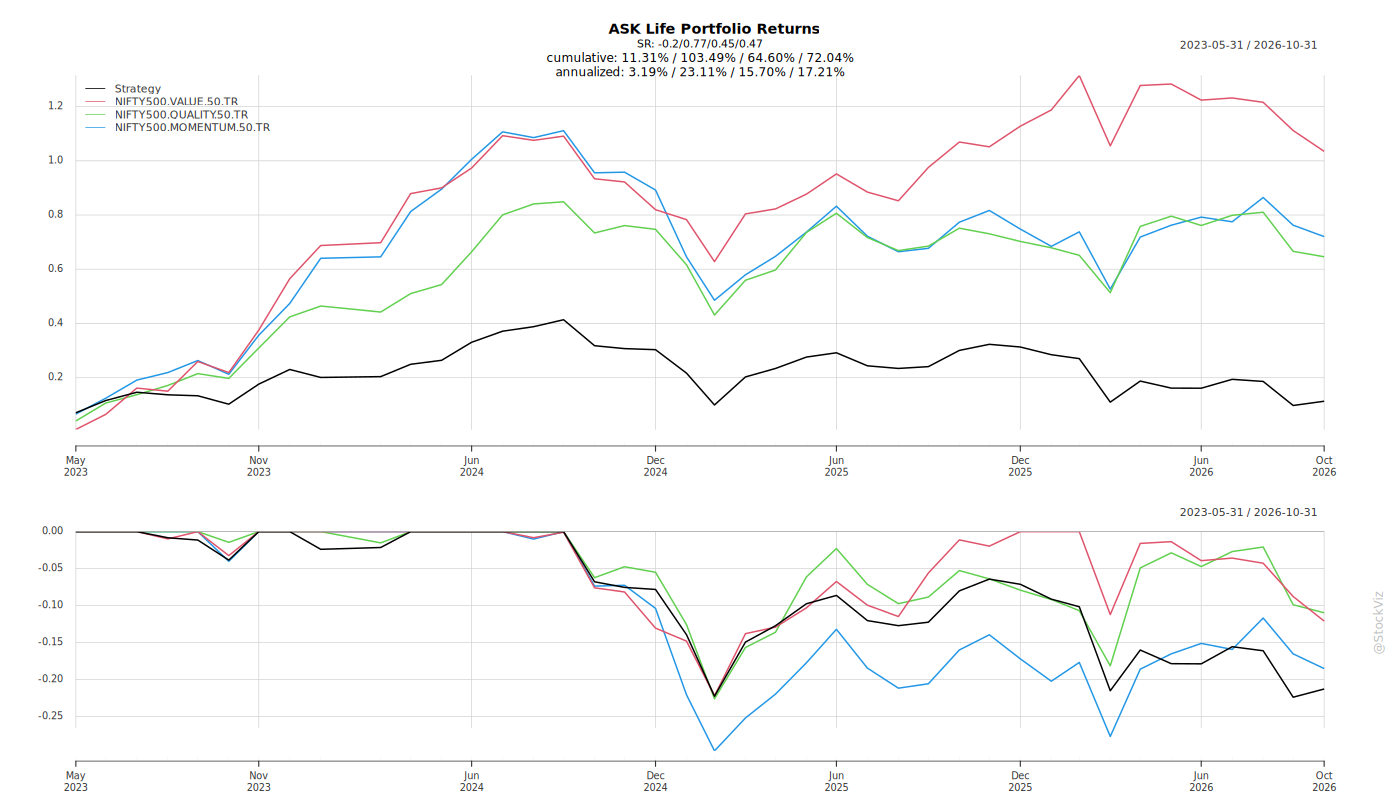 ASK Life Portfolio Returns
SR: -0.2/0.77/0.45/0.47
cumulative: 11.31% / 103.49% / 64.60% / 72.04%
annualized: 3.19% / 23.11% / 15.70% / 17.21%
2023-05-31 / 2026-10-31
Strategy
NIFTY500.VALUE.50.TR
NIFTY500.QUALITY50.TR
NIFTY500.MOMENTUM.50.TR
1.2
1.0
0.8
0.6
0.4
0.2
May 2023
Nov 2023
Jun 2024
Dec 2024
Jun 2025
Dec 2025
Jun 2026
Oct 2026
2023-05-31 / 2026-10-31
0.00
-0.05
-0.10
-0.15
-0.20
-0.25
May 2023
Nov 2023
Jun 2024
Dec 2024
Jun 2025
Dec 2025
Jun 2026
Oct 2026
@StockViz